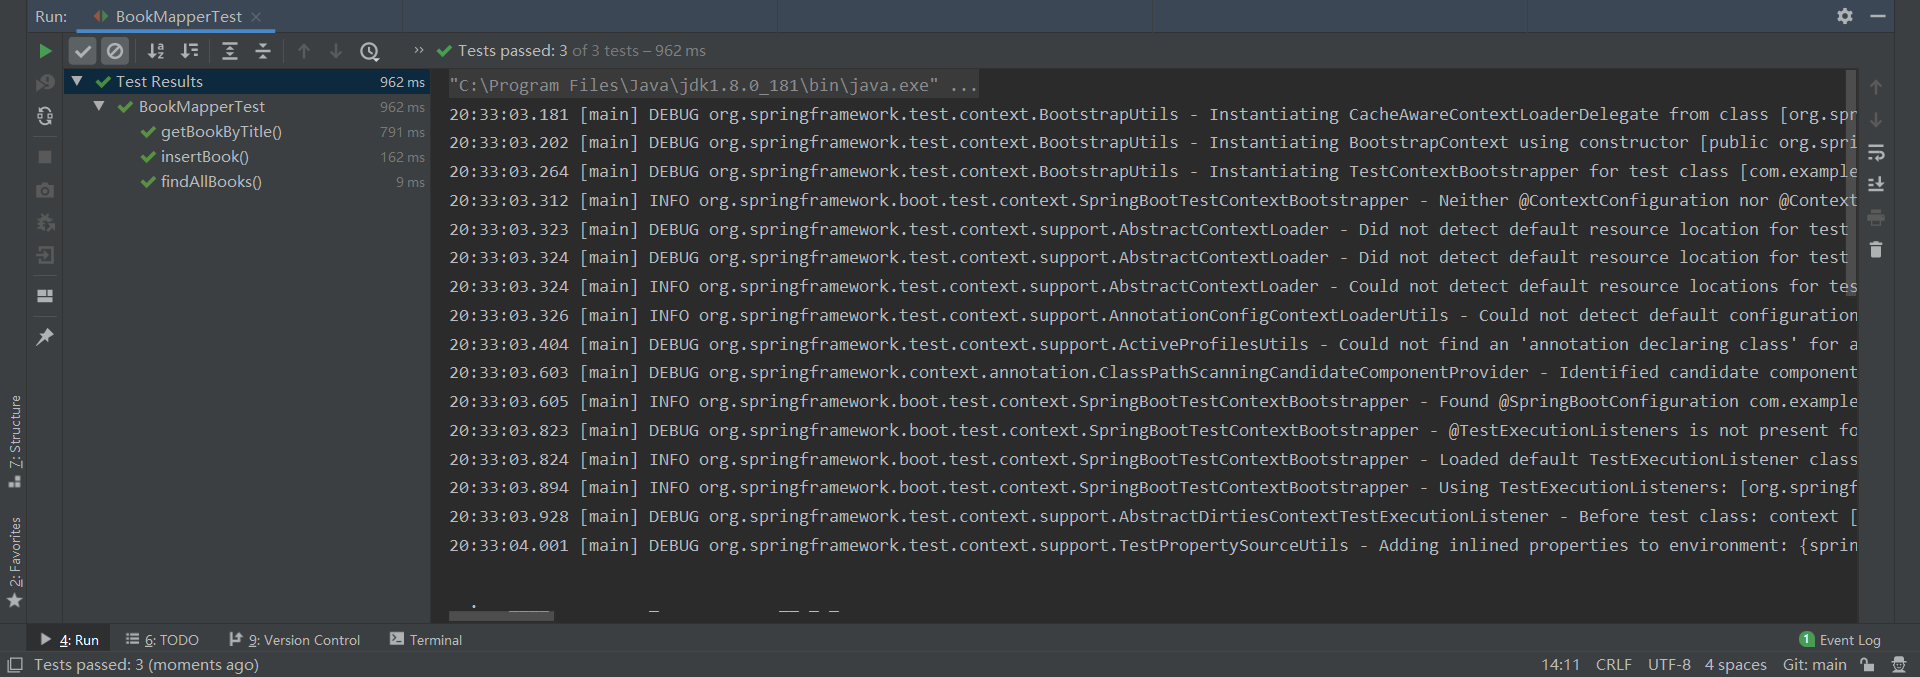 Run: BookMapperTest
Tests passed: 3 of 3 tests – 962 ms
Test Results 962 ms
BookMapperTest 962 ms
getBookByTitle() 791 ms
insertBook() 162 ms
findAllBooks() 9 ms
"C:\Program Files\Java\jdk1.8.0_181\bin\java.exe" ...
20:33:03.181 [main] DEBUG org.springframework.test.context.BootstrapUtils - Instantiating CacheAwareContextLoaderDelegate from class [org.spr
20:33:03.202 [main] DEBUG org.springframework.test.context.BootstrapUtils - Instantiating BootstrapContext using constructor [public org.spri
20:33:03.264 [main] DEBUG org.springframework.test.context.BootstrapUtils - Instantiating TestContextBootstrapper for test class [com.example
20:33:03.312 [main] INFO org.springframework.boot.test.context.SpringBootTestContextBootstrapper - Neither @ContextConfiguration nor @Context
20:33:03.323 [main] DEBUG org.springframework.test.context.support.AbstractContextLoader - Did not detect default resource location for test
20:33:03.324 [main] DEBUG org.springframework.test.context.support.AbstractContextLoader - Did not detect default resource location for test
20:33:03.324 [main] INFO org.springframework.test.context.support.AbstractContextLoader - Could not detect default resource locations for tes
20:33:03.326 [main] INFO org.springframework.test.context.support.AnnotationConfigContextLoaderUtils - Could not detect default configuration
20:33:03.404 [main] DEBUG org.springframework.test.context.support.ActiveProfilesUtils - Could not find an 'annotation declaring class' for a
20:33:03.603 [main] DEBUG org.springframework.context.annotation.ClassPathScanningCandidateComponentProvider - Identified candidate component
20:33:03.605 [main] INFO org.springframework.boot.test.context.SpringBootTestContextBootstrapper - Found @SpringBootConfiguration com.example
20:33:03.823 [main] DEBUG org.springframework.boot.test.context.SpringBootTestContextBootstrapper - @TestExecutionListeners is not present fo
20:33:03.824 [main] INFO org.springframework.boot.test.context.SpringBootTestContextBootstrapper - Loaded default TestExecutionListener class
20:33:03.894 [main] INFO org.springframework.boot.test.context.SpringBootTestContextBootstrapper - Using TestExecutionListeners: [org.springf
20:33:03.928 [main] DEBUG org.springframework.test.context.support.AbstractDirtiesContextTestExecutionListener - Before test class: context [
20:33:04.001 [main] DEBUG org.springframework.test.context.support.TestPropertySourceUtils - Adding inlined properties to environment: {sprin
. ____ _ __ _ _
7: Structure
2: Favorites
4: Run 6: TODO 9: Version Control Terminal 1 Event Log
Tests passed: 3 (moments ago) 14:11 CRLF UTF-8 4 spaces Git: main